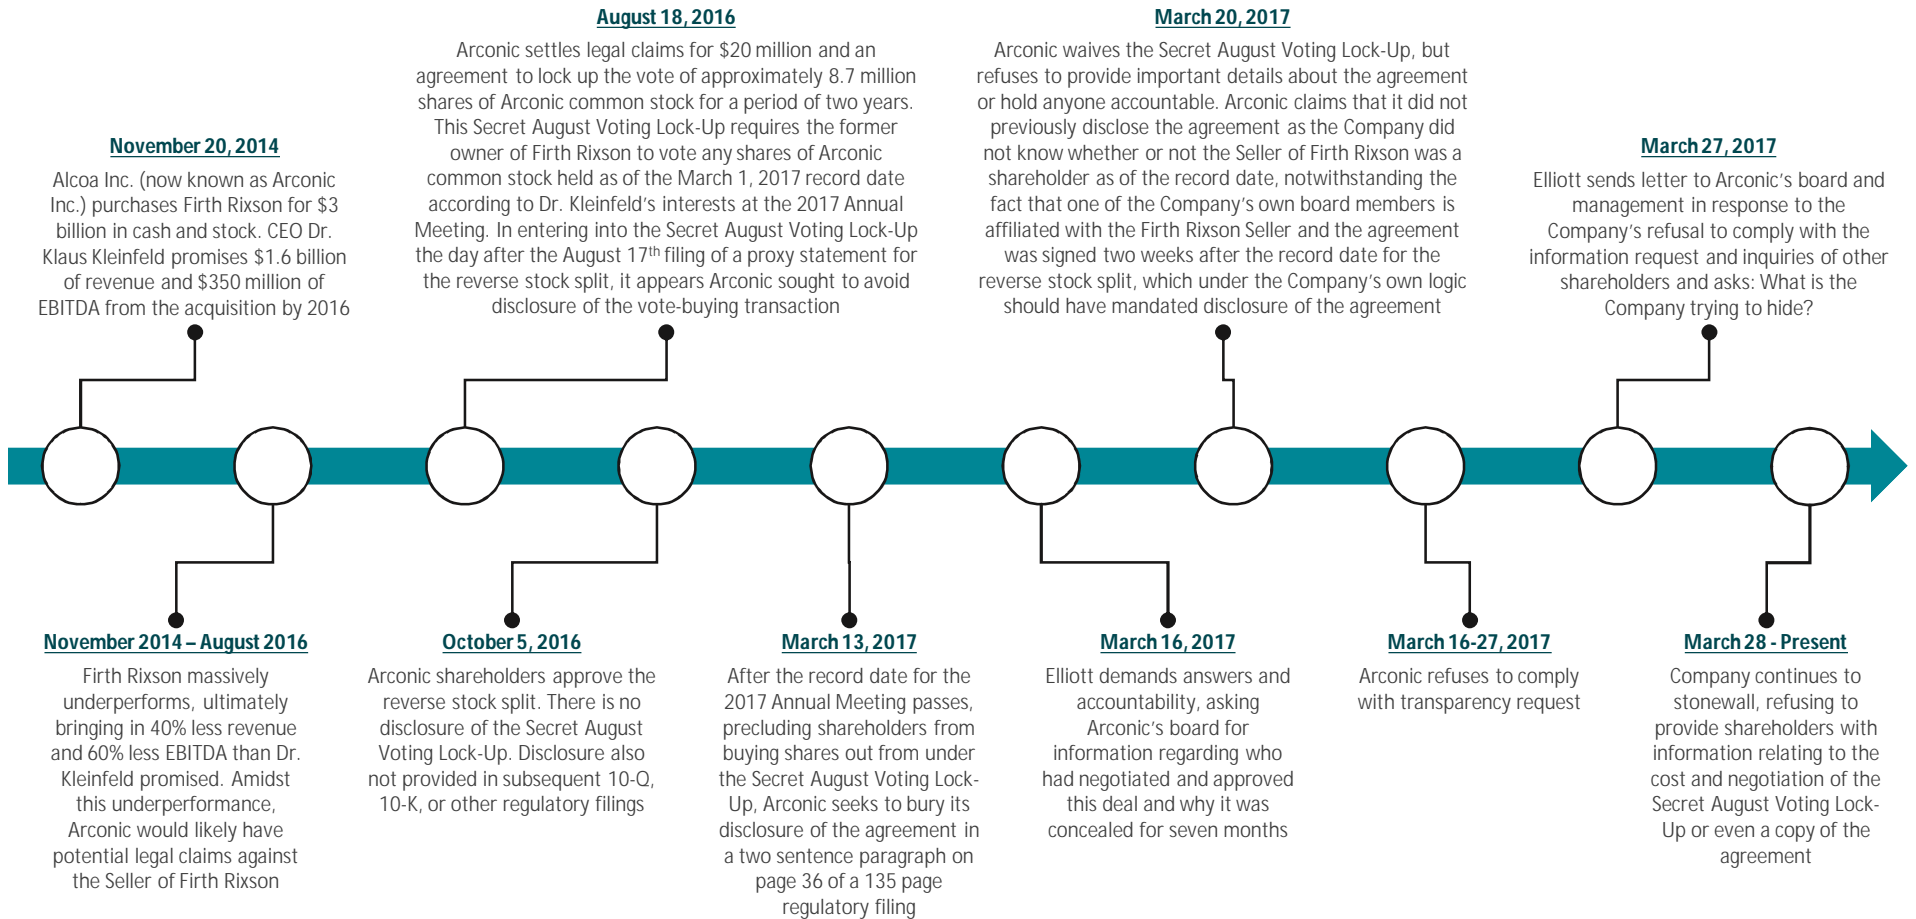 November 20, 2014
Alcoa Inc. (now known as Arconic
Inc.) purchases Firth Rixson for $3
billion in cash and stock. CEO Dr.
Klaus Kleinfeld promises $1.6 billion
of revenue and $350 million of
EBITDA from the acquisition by 2016
November 2014 – August 2016
Firth Rixson massively
underperforms, ultimately
bringing in 40% less revenue
and 60% less EBITDA than Dr.
Kleinfeld promised. Amidst
this underperformance,
Arconic would likely have
potential legal claims against
the Seller of Firth Rixson
August 18, 2016
Arconic settles legal claims for $20 million and an
agreement to lock up the vote of approximately 8.7 million
shares of Arconic common stock for a period of two years.
This Secret August Voting Lock-Up requires the former
owner of Firth Rixson to vote any shares of Arconic
common stock held as of the March 1, 2017 record date
according to Dr. Kleinfeld's interests at the 2017 Annual
Meeting. In entering into the Secret August Voting Lock-Up
the day after the August 17th filing of a proxy statement for
the reverse stock split, it appears Arconic sought to avoid
disclosure of the vote-buying transaction
October 5, 2016
Arconic shareholders approve the
reverse stock split. There is no
disclosure of the Secret August
Voting Lock-Up. Disclosure also
not provided in subsequent 10-Q,
10-K, or other regulatory filings
March 13, 2017
After the record date for the
2017 Annual Meeting passes,
precluding shareholders from
buying shares out from under
the Secret August Voting Lock-
Up, Arconic seeks to bury its
disclosure of the agreement in
a two sentence paragraph on
page 36 of a 135 page
regulatory filing
March 16, 2017
Elliott demands answers and
accountability, asking
Arconic's board for
information regarding who
had negotiated and approved
this deal and why it was
concealed for seven months
March 20, 2017
Arconic waives the Secret August Voting Lock-Up, but
refuses to provide important details about the agreement
or hold anyone accountable. Arconic claims that it did not
previously disclose the agreement as the Company did
not know whether or not the Seller of Firth Rixson was a
shareholder as of the record date, notwithstanding the
fact that one of the Company's own board members is
affiliated with the Firth Rixson Seller and the agreement
was signed two weeks after the record date for the
reverse stock split, which under the Company's own logic
should have mandated disclosure of the agreement
March 16-27, 2017
Arconic refuses to comply
with transparency request
March 27, 2017
Elliott sends letter to Arconic's board and
management in response to the
Company's refusal to comply with the
information request and inquiries of other
shareholders and asks: What is the
Company trying to hide?
March 28 - Present
Company continues to
stonewall, refusing to
provide shareholders with
information relating to the
cost and negotiation of the
Secret August Voting Lock-
Up or even a copy of the
agreement